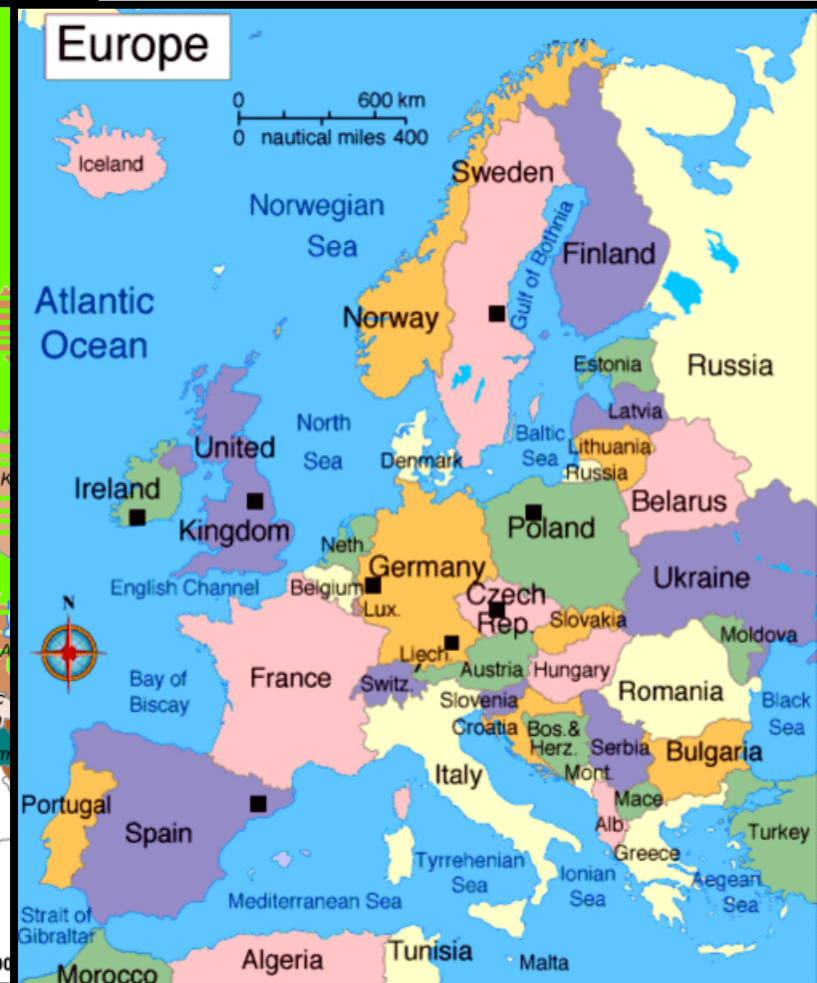 Europe
0 600 km
0 nautical miles 400
Iceland
Norwegian
Sea
Sweden
Gulf of Bothnia
Finland
Atlantic
Ocean
Norway
Estonia
Russia
Latvia
North
Sea
Baltic
Sea
Lithuania
Russia
Denmark
United
Kingdom
Ireland
Belarus
Poland
Neth
Germany
English Channel
Belgium
Lux.
Czech
Rep.
Ukraine
N
Slovakia
Moldova
Liech.
Austria
Hungary
France
Switz
Bay of
Biscay
Slovenia
Romania
Black
Sea
Croatia
Bos.&
Herz.
Serbia
Bulgaria
Mont.
Italy
Portugal
Spain
Mace
Alb.
Turkey
Greece
Tyrrehenian
Sea
Ionian
Sea
Aegean
Sea
Mediterranean Sea
Strait of
Gibraltar
Morocco
Algeria
Tunisia
Malta